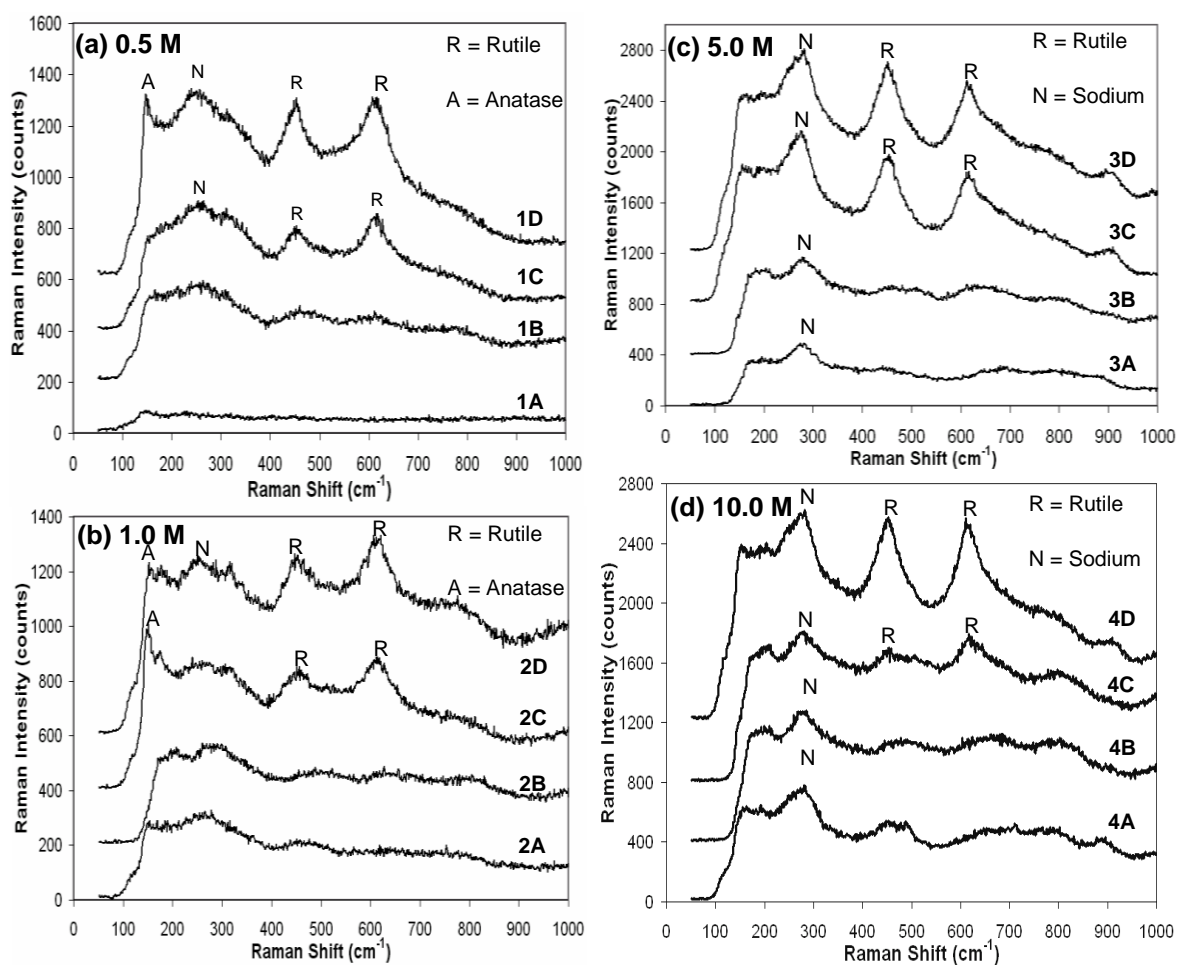 (a) 0.5 M
R = Rutile
A = Anatase
A
N
R
R
N
R
R
1D
1C
1B
1A
1600
1400
1200
1000
800
600
400
200
0
0 100 200 300 400 500 600 700 800 900 1000
Raman Intensity (counts)
Raman Shift (cm-1)
(c) 5.0 M
R = Rutile
N = Sodium
N
R
R
N
R
R
N
N
3D
3C
3B
3A
2800
2400
2000
1600
1200
800
400
0
0 100 200 300 400 500 600 700 800 900 1000
Raman Intensity (counts)
Raman Shift (cm-1)
(b) 1.0 M
R = Rutile
A = Anatase
A
N
R
R
A
R
R
2D
2C
2B
2A
1400
1200
1000
800
600
400
200
0
0 100 200 300 400 500 600 700 800 900 1000
Raman Intensity (counts)
Raman Shift (cm-1)
(d) 10.0 M
R = Rutile
N = Sodium
N
R
R
N
R
R
N
N
4D
4C
4B
4A
2800
2400
2000
1600
1200
800
400
0
0 100 200 300 400 500 600 700 800 900 1000
Raman Intensity (counts)
Raman Shift (cm-1)